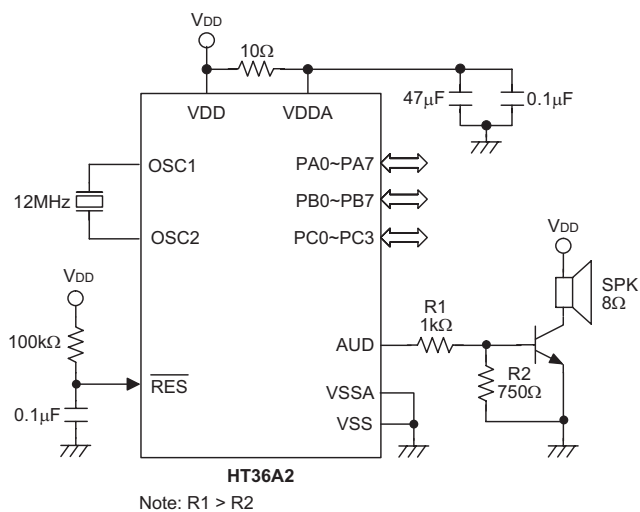 VDD
10Ω
VDD
VDDA
47µF
0.1µF
OSC1
PA0~PA7
12MHz
PB0~PB7
OSC2
PC0~PC3
VDD
VDD
SPK
8Ω
100kΩ
R1
1kΩ
AUD
RES
R2
750Ω
0.1µF
VSSA
VSS
HT36A2
Note: R1 > R2